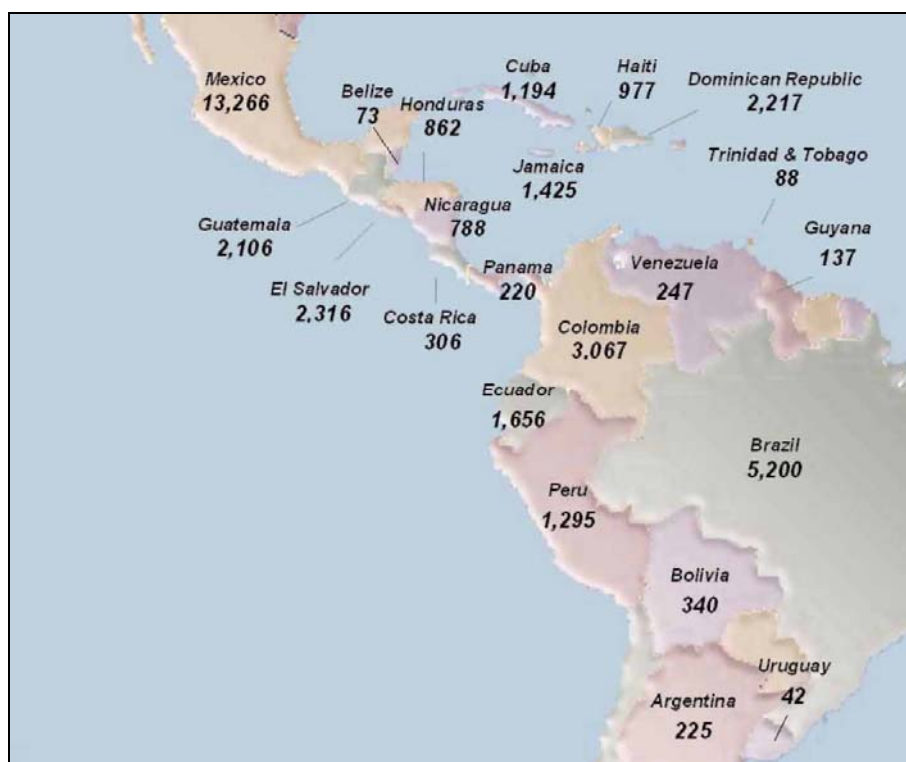 Mexico
13,266
Belize
73
Honduras
862
Cuba
1,194
Haiti
977
Dominican Republic
2,217
Jamaica
1,425
Trinidad & Tobago
88
Guyana
137
Guatemaia
2,106
Nicaragua
788
El Salvador
2,316
Costa Rica
306
Panama
220
Venezuela
247
Colombia
3,067
Ecuador
1,656
Brazil
5,200
Peru
1,295
Bolivia
340
Uruguay
42
Argentina
225